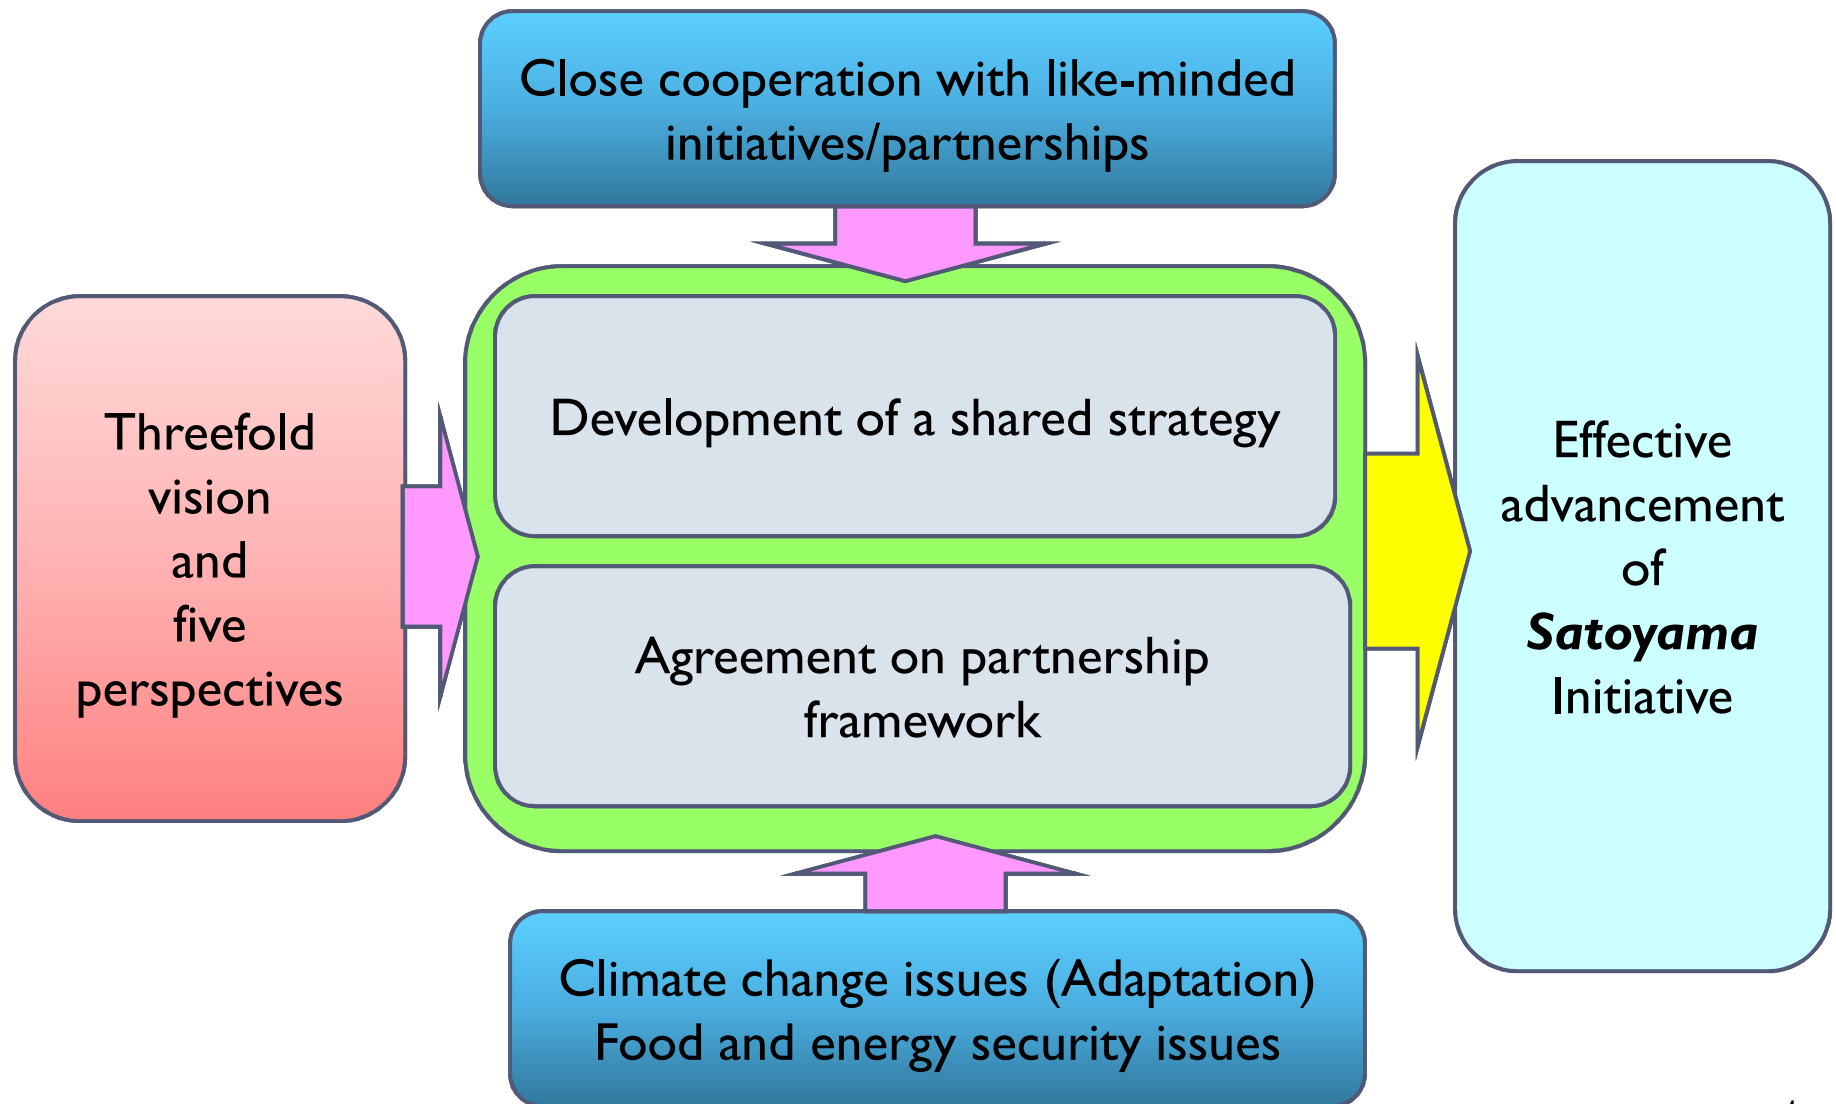 Close cooperation with like-minded
initiatives/partnerships
Threefold
vision
and
five
perspectives
Development of a shared strategy
Agreement on partnership
framework
Effective
advancement
of
Satoyama
Initiative
Climate change issues (Adaptation)
Food and energy security issues